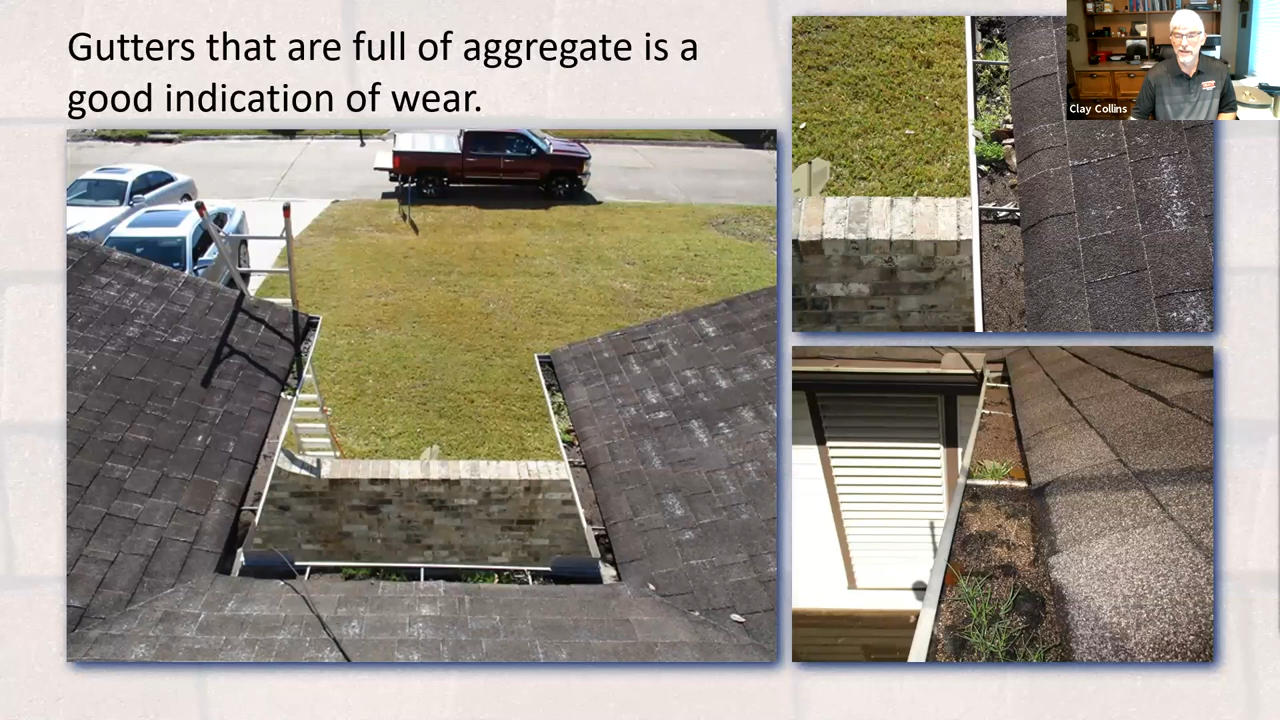 Gutters that are full of aggregate is a
good indication of wear.
Clay Collins